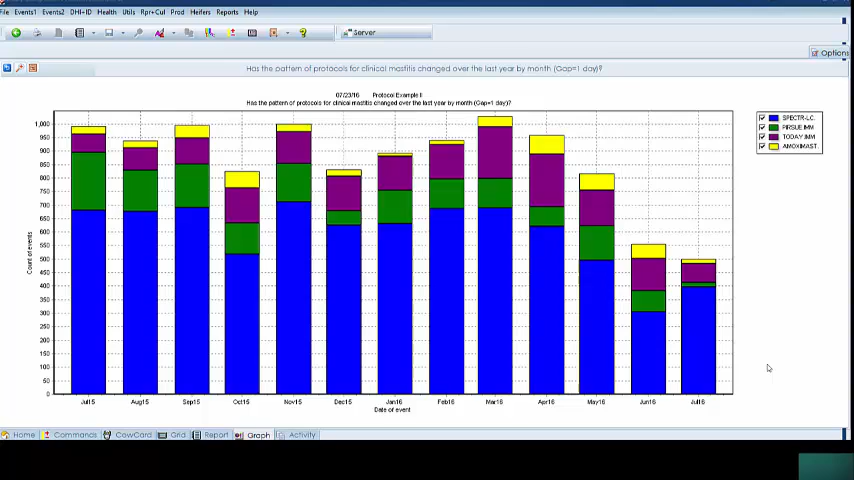 File Events1 Events2 DHI+ID Health Utils Rpr+Cul Prod Heifers Reports Help
Server
Options
Has the pattern of protocols for clinical mastitis changed over the last year by month (Gap=1 day)?
07/23/16 Protocol Example II
Has the pattern of protocols for clinical mastitis changed over the last year by month (Gap=1 day)?
SPECTR-LC.
PIRSUE.IMM
TODAY.IMM
AMOXIMAST.
1,000
950
900
850
800
750
700
650
600
550
500
450
400
350
300
250
200
150
100
50
0
Count of events
Jul15 Aug15 Sep15 Oct15 Nov15 Dec15 Jan16 Feb16 Mar16 Apr16 May16 Jun16 Jul16
Date of event
Home Commands CowCard Grid Report Graph Activity